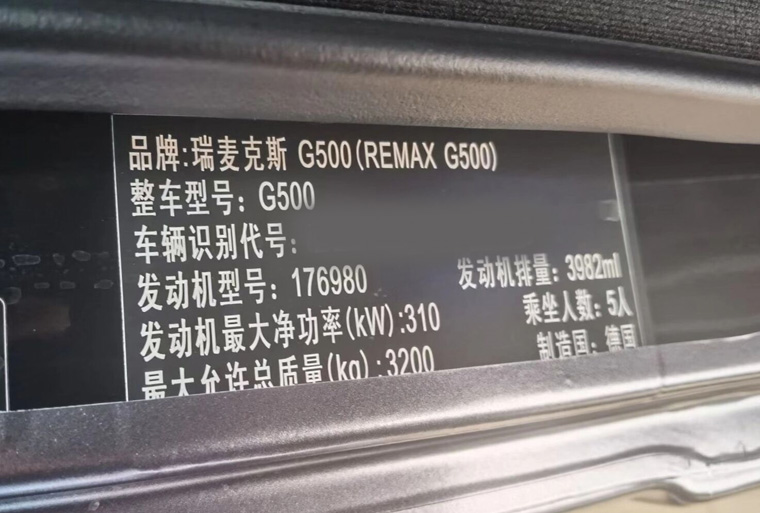 品牌:瑞麦克斯 G500(REMAX G500)
整车型号: G500
车辆识别代号:
发动机型号: 176980 发动机排量: 3982ml
发动机最大净功率(kW):310 乘坐人数: 5人
最大允许总质量(kg):3200 制造国: 德国